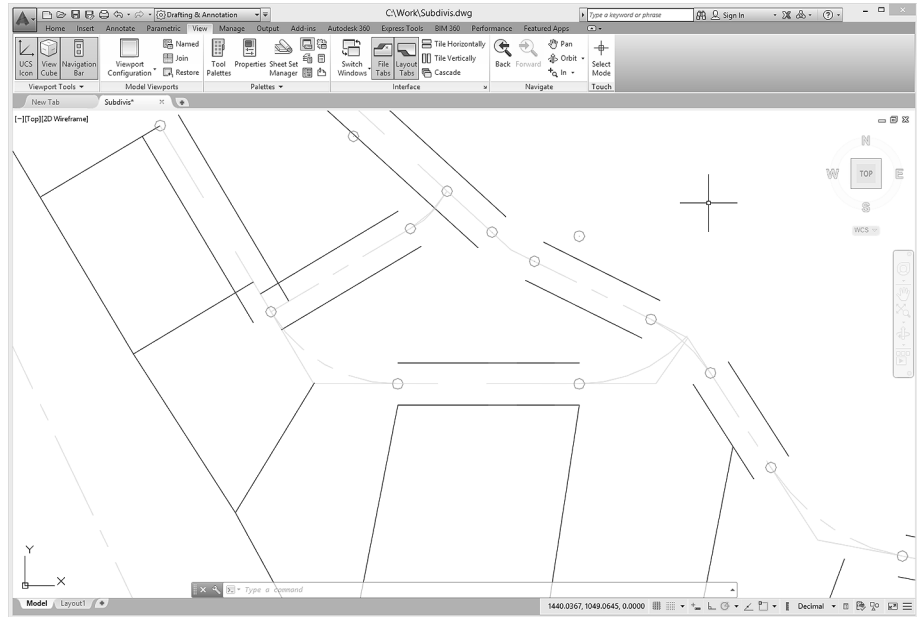 Drafting & Annotation
C:\Work\Subdivis.dwg
Type a keyword or phrase
Sign In
Home Insert Annotate Parametric View Manage Output Add-ins Autodesk 360 Express Tools BIM 360 Performance Featured Apps
UCS Icon
View Cube
Navigation Bar
Viewport Configuration
Named
Join
Restore
Tool Palettes
Properties
Sheet Set Manager
Switch Windows
File Tabs
Layout Tabs
Tile Horizontally
Tile Vertically
Cascade
Back
Forward
Pan
Orbit
In
Select Mode
Viewport Tools Model Viewports Palettes Interface Navigate Touch
New Tab Subdivis*
[−][Top][2D Wireframe]
N
W TOP E
S
WCS
Y
X
Type a command
Model Layout1
1440.0367, 1049.0645, 0.0000
Decimal